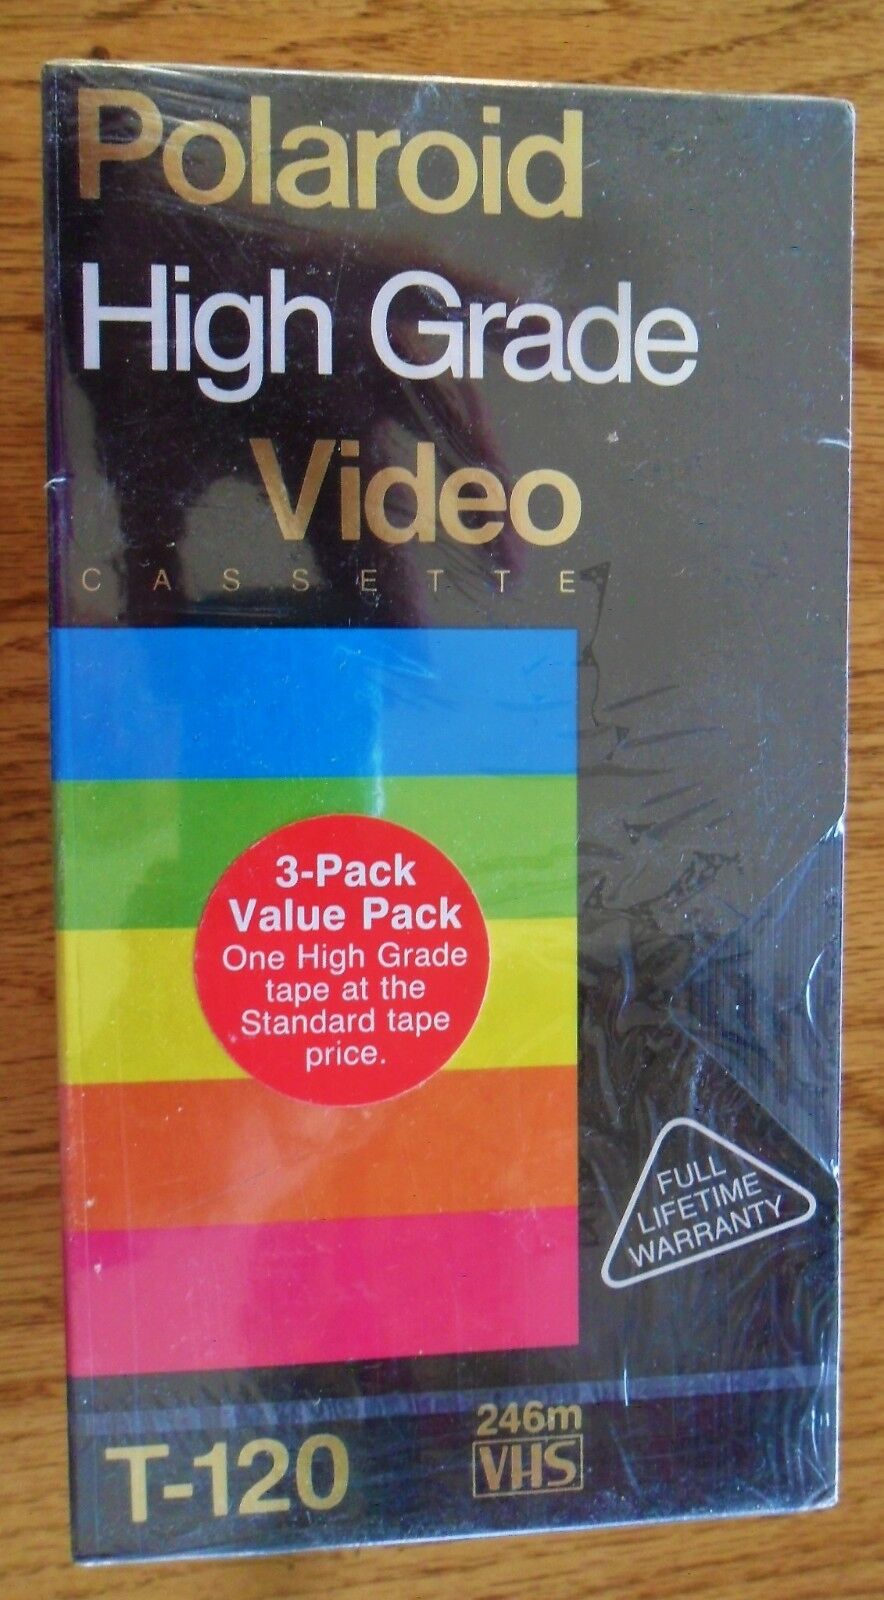 Polaroid
High Grade
Video
CASSETTE
3-Pack
Value Pack
One High Grade
tape at the
Standard tape
price.
FULL
LIFETIME
WARRANTY
T-120
246m
VHS